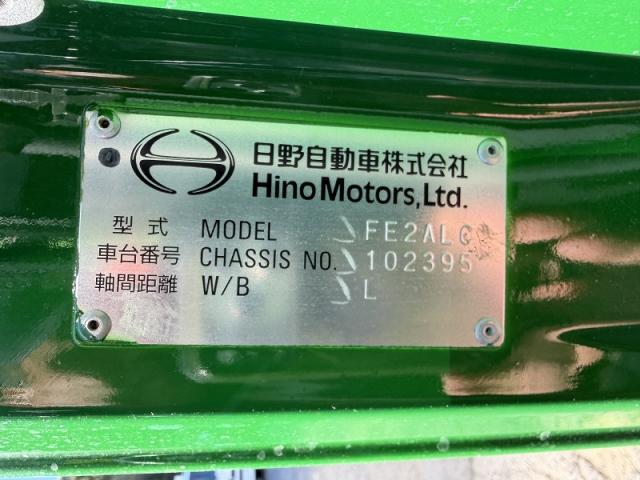 日野自動車株式会社
Hino Motors, Ltd.
型式 MODEL FE2ALG
車台番号 CHASSIS NO. 102395
軸間距離 W/B L